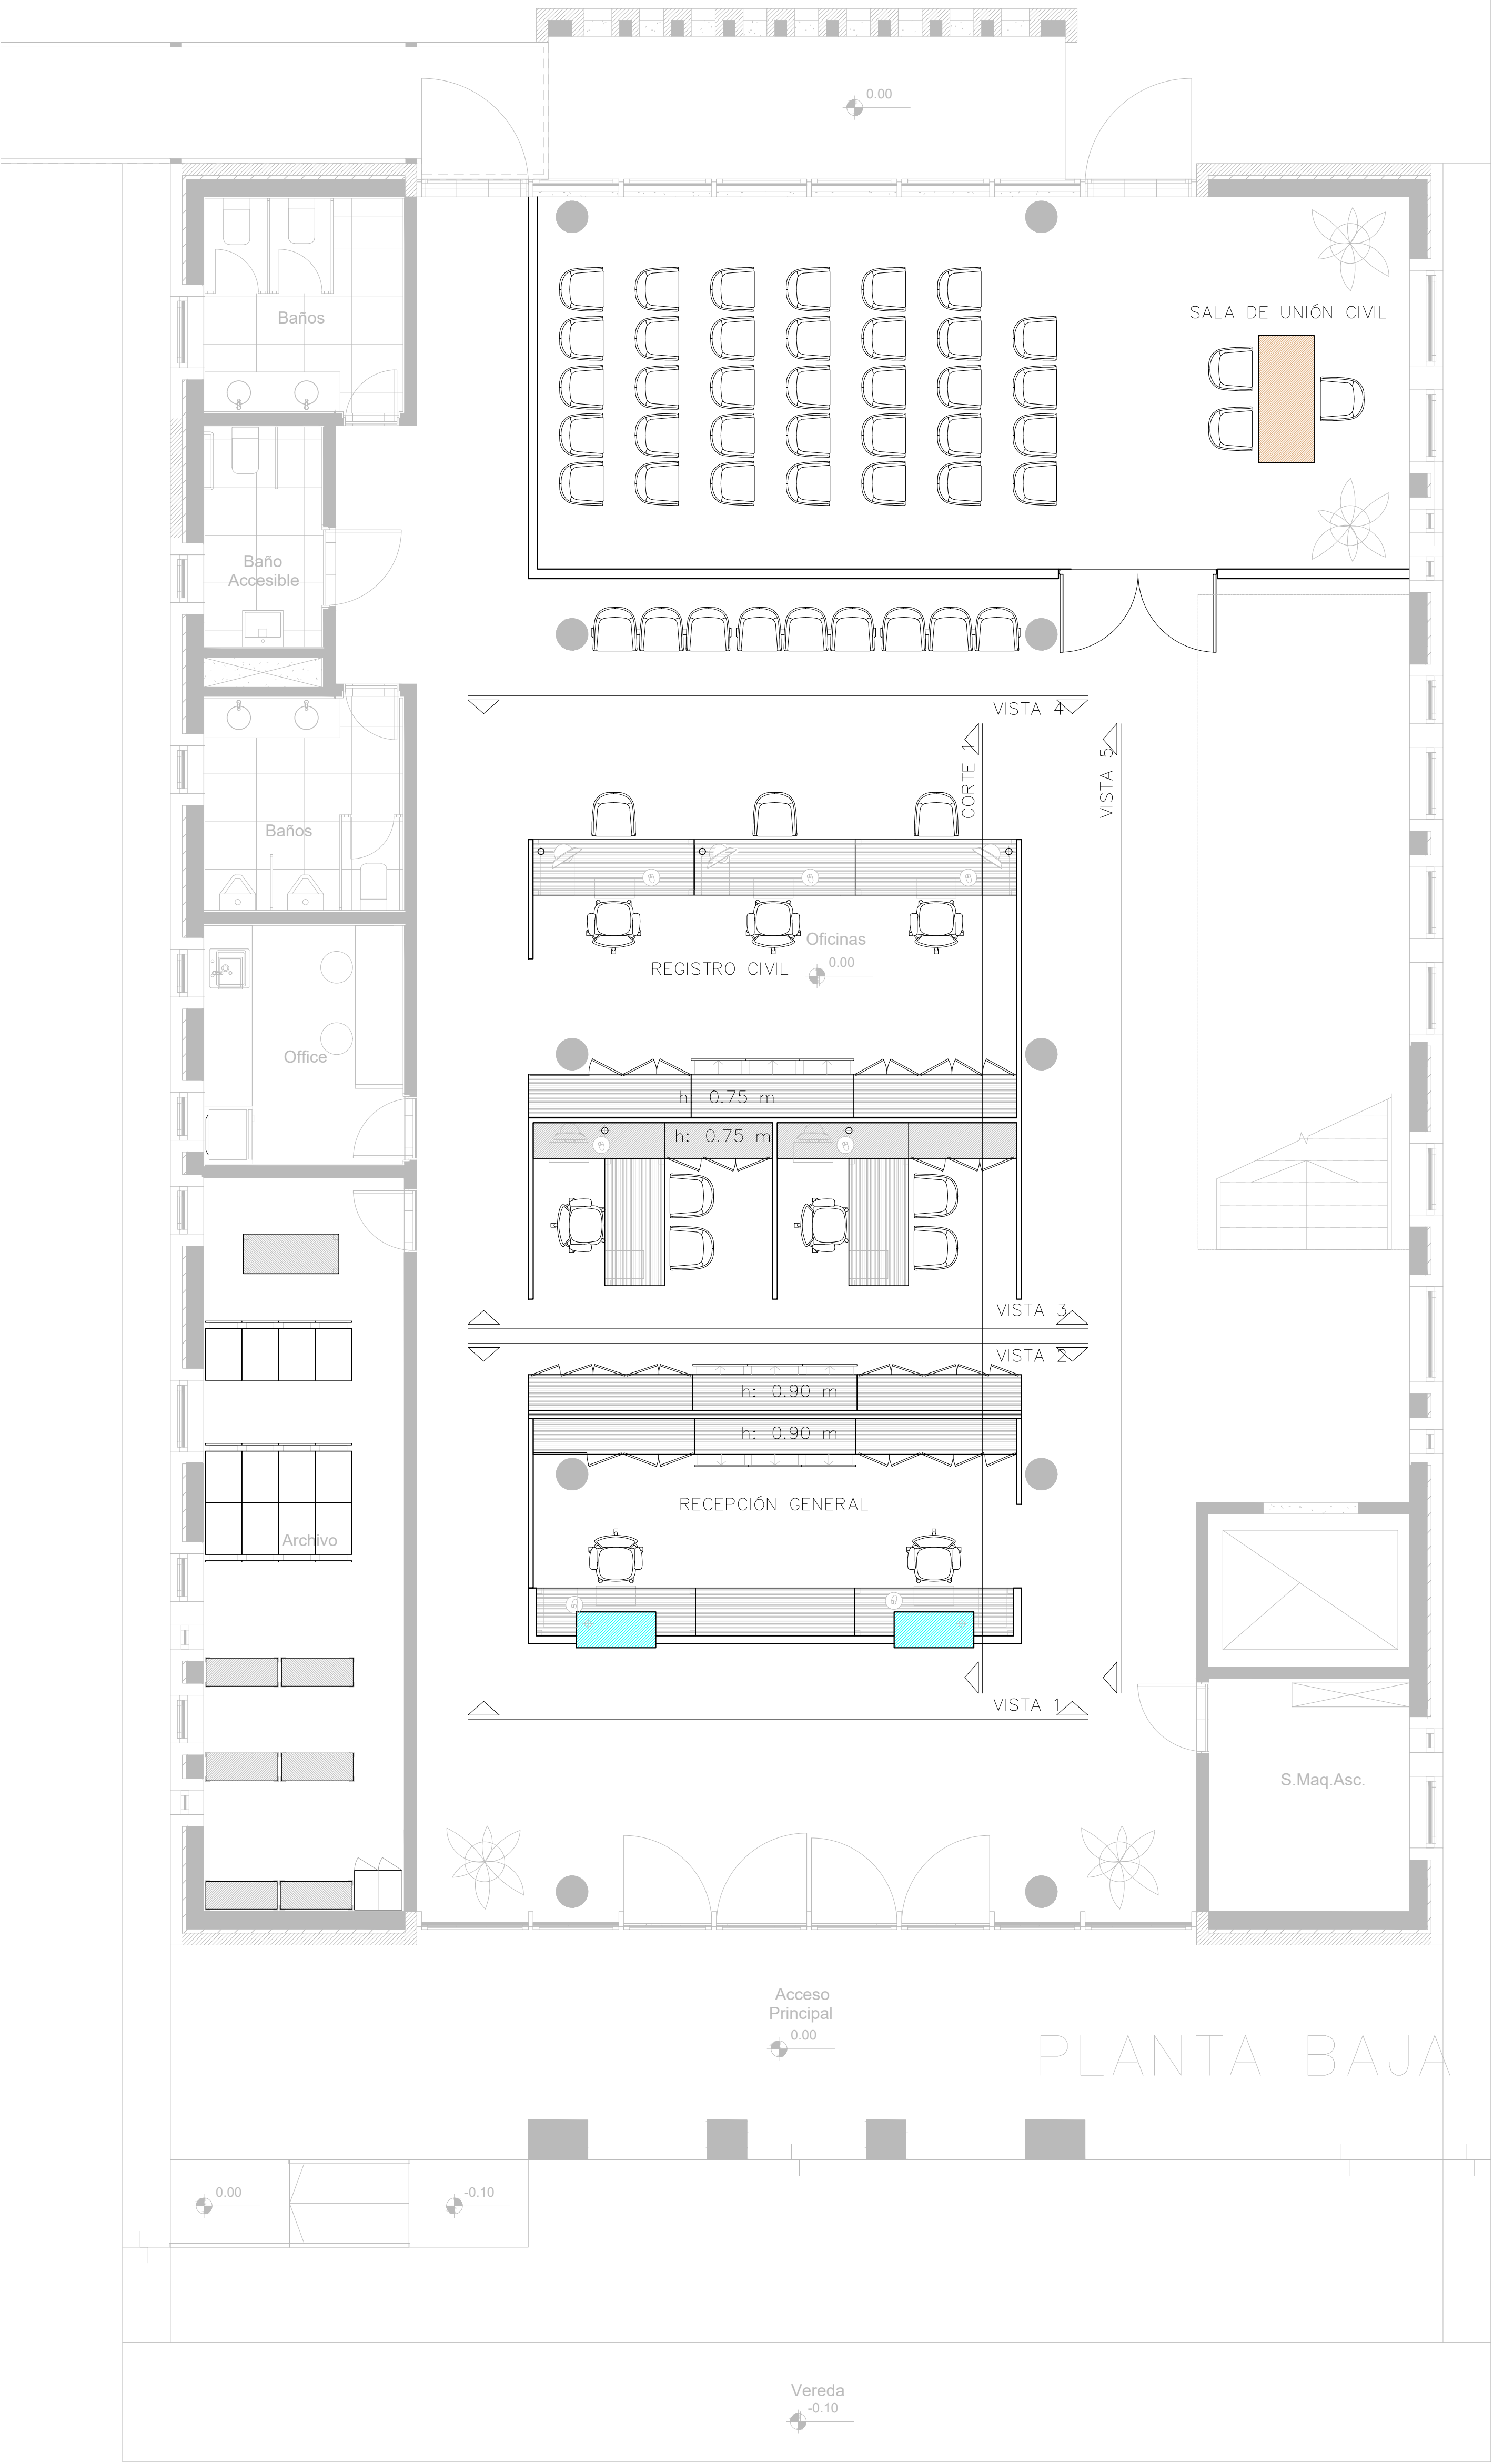 0.00
SALA DE UNIÓN CIVIL
Baños
Baño
Accesible
VISTA 4
CORTE 1
VISTA 5
Baños
Oficinas
REGISTRO CIVIL
0.00
Office
h: 0.75 m
h: 0.75 m
VISTA 3
VISTA 2
h: 0.90 m
h: 0.90 m
RECEPCIÓN GENERAL
Archivo
VISTA 1
S.Maq.Asc.
Acceso
Principal
0.00
PLANTA BAJA
0.00
-0.10
Vereda
-0.10